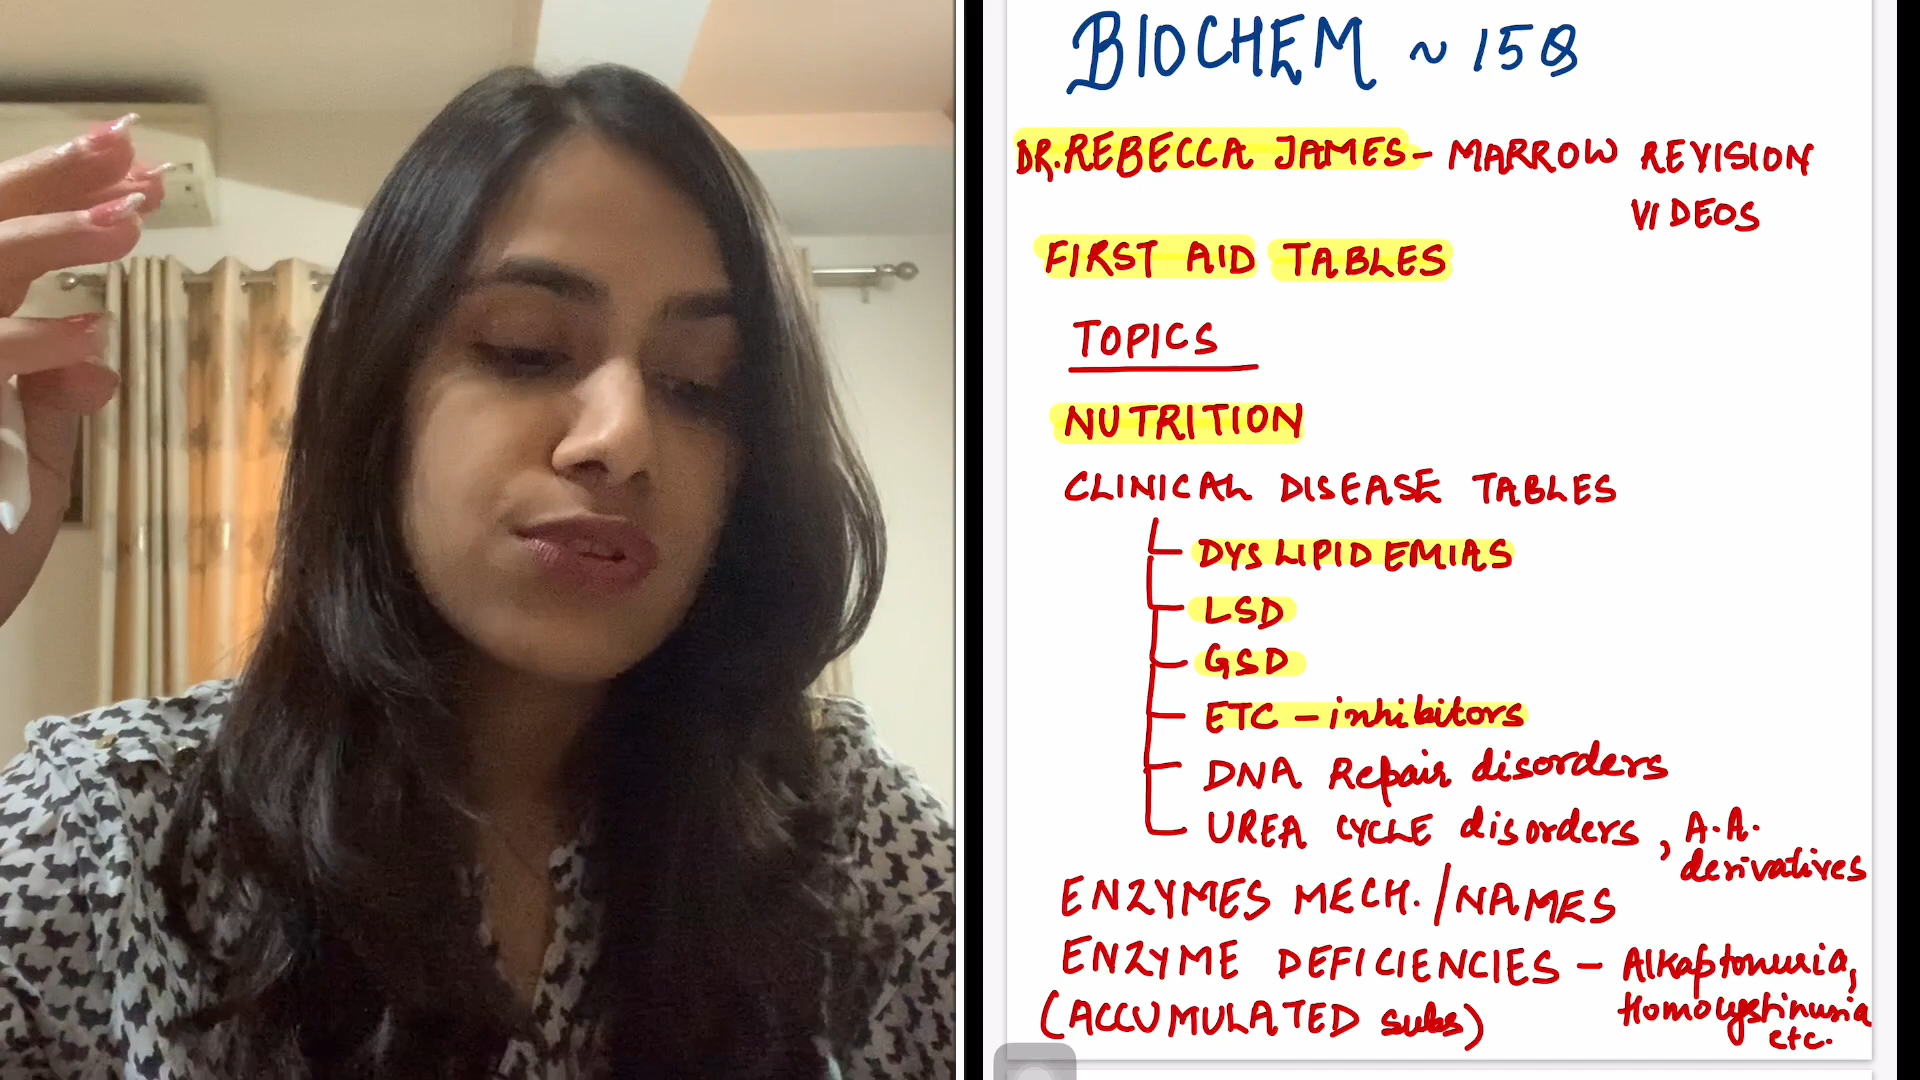 BIOCHEM ~ 15Q
DR. REBECCA JAMES - MARROW REVISION
VIDEOS
FIRST AID TABLES
TOPICS
NUTRITION
CLINICAL DISEASE TABLES
DYSLIPIDEMIAS
LSD
GSD
ETC - inhibitors
DNA Repair disorders
UREA CYCLE disorders, A.A.
derivatives
ENZYMES MECH. / NAMES
ENZYME DEFICIENCIES - Alkaptonuria,
(ACCUMULATED subs) Homocystinuria
etc.